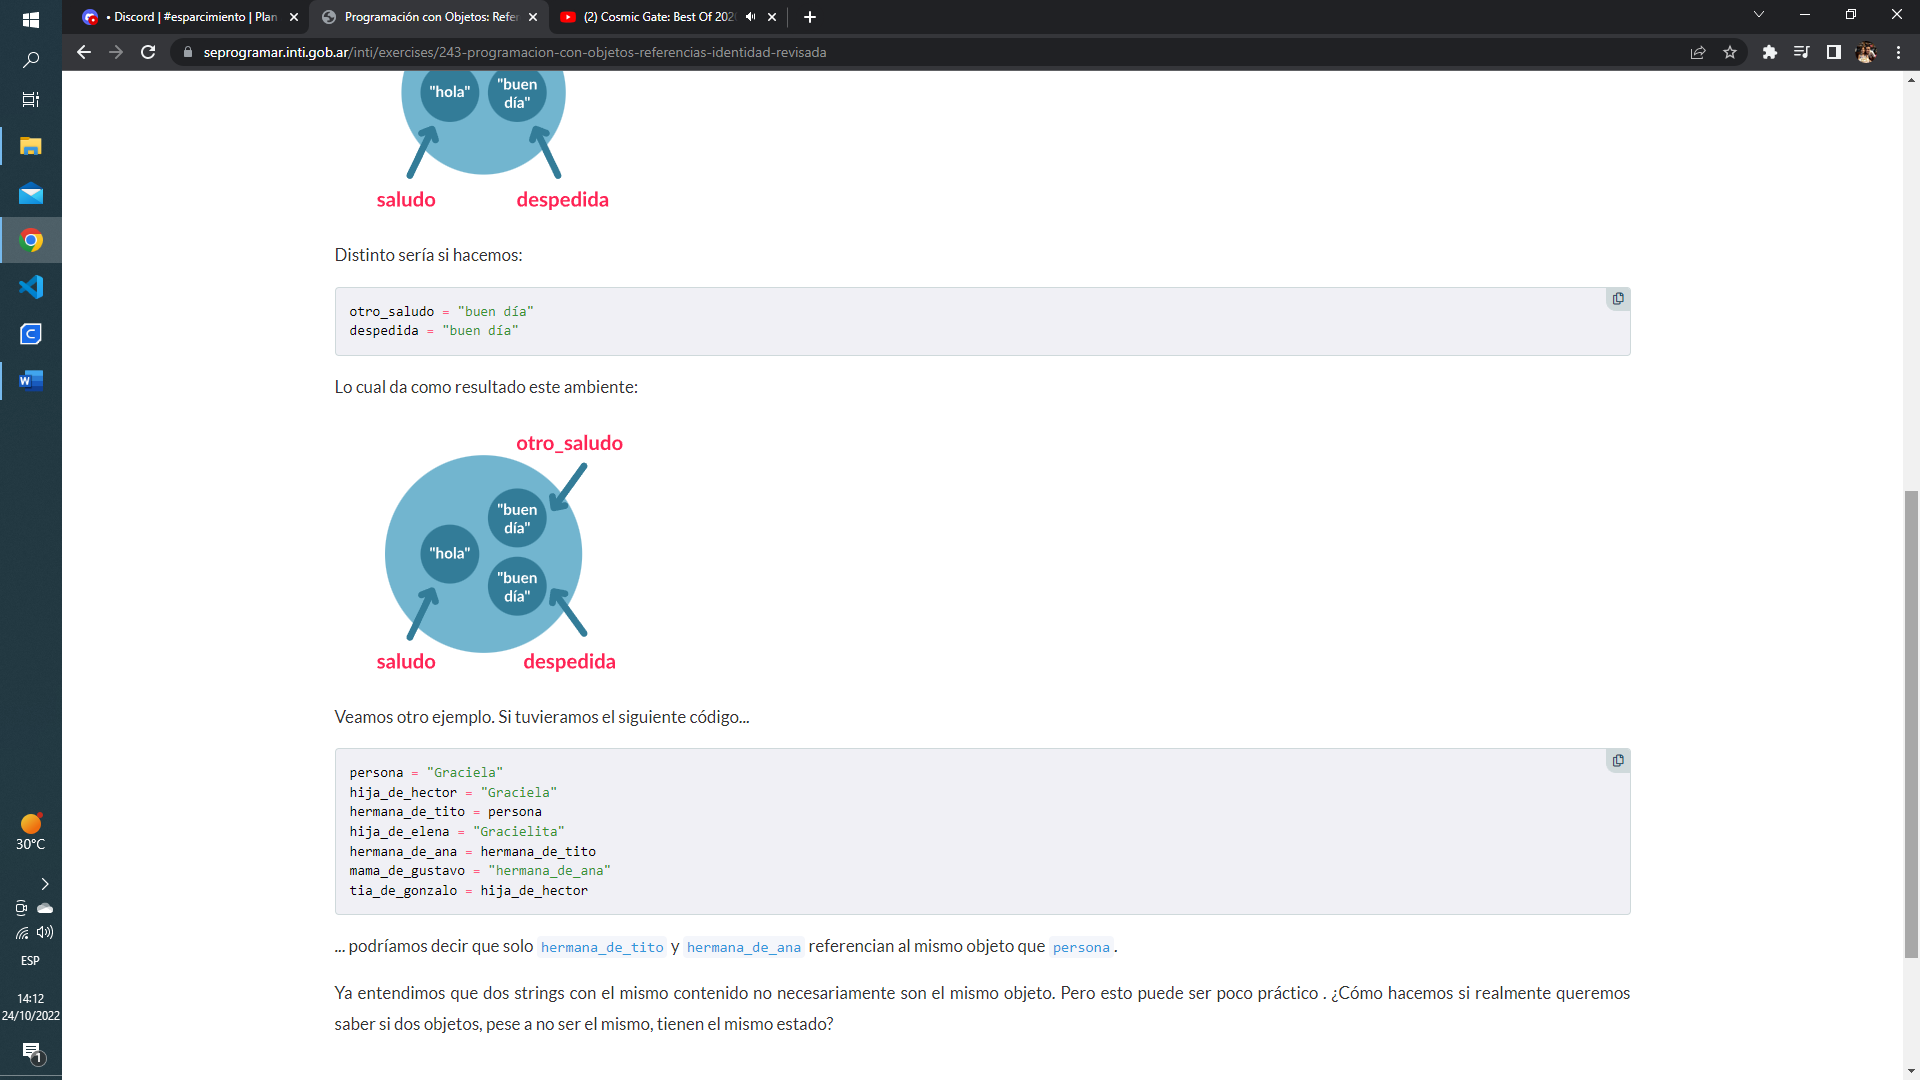 • Discord | #esparcimiento | Plan
Programación con Objetos: Refer
(2) Cosmic Gate: Best Of 202
seprogramar.inti.gob.ar/inti/exercises/243-programacion-con-objetos-referencias-identidad-revisada
"hola"
"buen
día"
saludo
despedida
Distinto sería si hacemos:
otro_saludo = "buen día"
despedida = "buen día"
Lo cual da como resultado este ambiente:
otro_saludo
"buen
día"
"hola"
"buen
día"
saludo
despedida
Veamos otro ejemplo. Si tuvieramos el siguiente código...
persona = "Graciela"
hija_de_hector = "Graciela"
hermana_de_tito = persona
hija_de_elena = "Gracielita"
hermana_de_ana = hermana_de_tito
mama_de_gustavo = "hermana_de_ana"
tia_de_gonzalo = hija_de_hector
... podríamos decir que solo hermana_de_tito y hermana_de_ana referencian al mismo objeto que persona.
Ya entendimos que dos strings con el mismo contenido no necesariamente son el mismo objeto. Pero esto puede ser poco práctico . ¿Cómo hacemos si realmente queremos
saber si dos objetos, pese a no ser el mismo, tienen el mismo estado?
30°C
ESP
14:12
24/10/2022
1